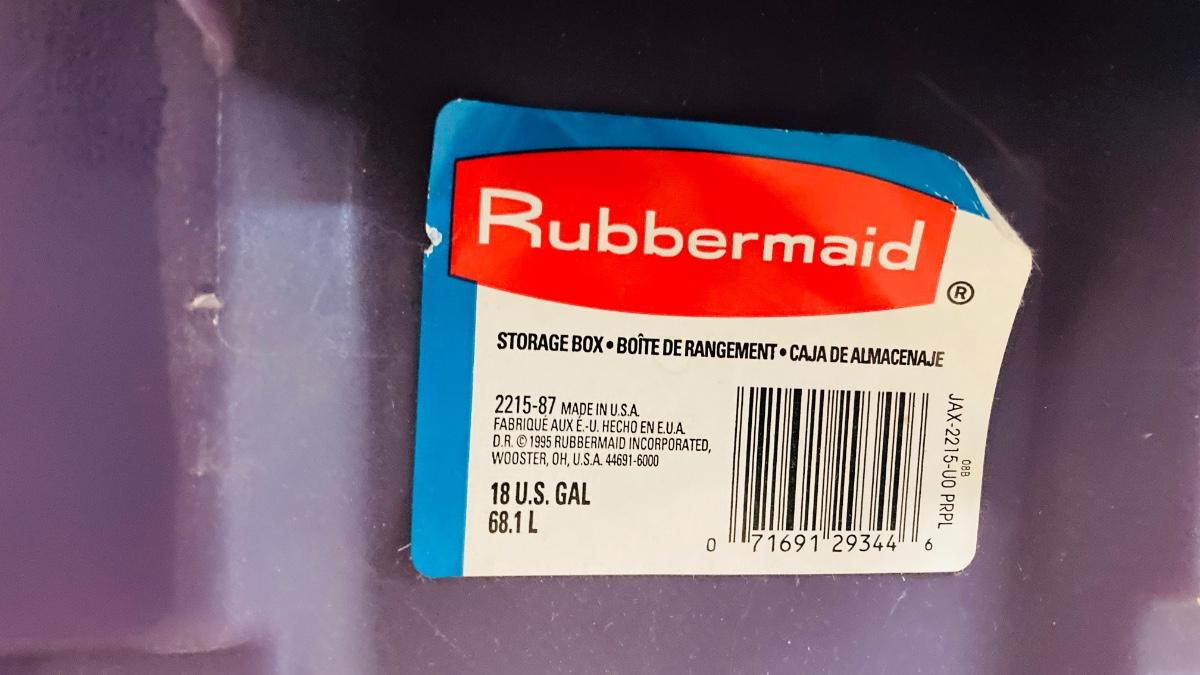 Rubbermaid
®
STORAGE BOX • BOÎTE DE RANGEMENT • CAJA DE ALMACENAJE
2215-87 MADE IN U.S.A.
FABRIQUÉ AUX É.-U. HECHO EN E.U.A.
D.R. © 1995 RUBBERMAID INCORPORATED,
WOOSTER, OH, U.S.A. 44691-6000
18 U.S. GAL
68.1 L
0 71691 29344 6
JAX-2215-U0 PRPL
08B